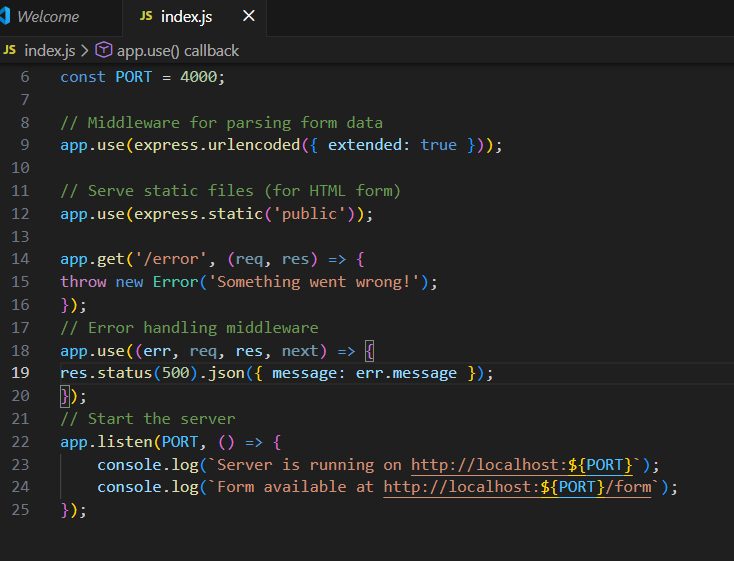 Welcome
JS index.js ×
JS index.js > app.use() callback
6 const PORT = 4000;
7
8 // Middleware for parsing form data
9 app.use(express.urlencoded({ extended: true }));
10
11 // Serve static files (for HTML form)
12 app.use(express.static('public'));
13
14 app.get('/error', (req, res) => {
15 throw new Error('Something went wrong!');
16 });
17 // Error handling middleware
18 app.use((err, req, res, next) => {
19 res.status(500).json({ message: err.message });
20 });
21 // Start the server
22 app.listen(PORT, () => {
23     console.log(`Server is running on http://localhost:${PORT}`);
24     console.log(`Form available at http://localhost:${PORT}/form`);
25 });